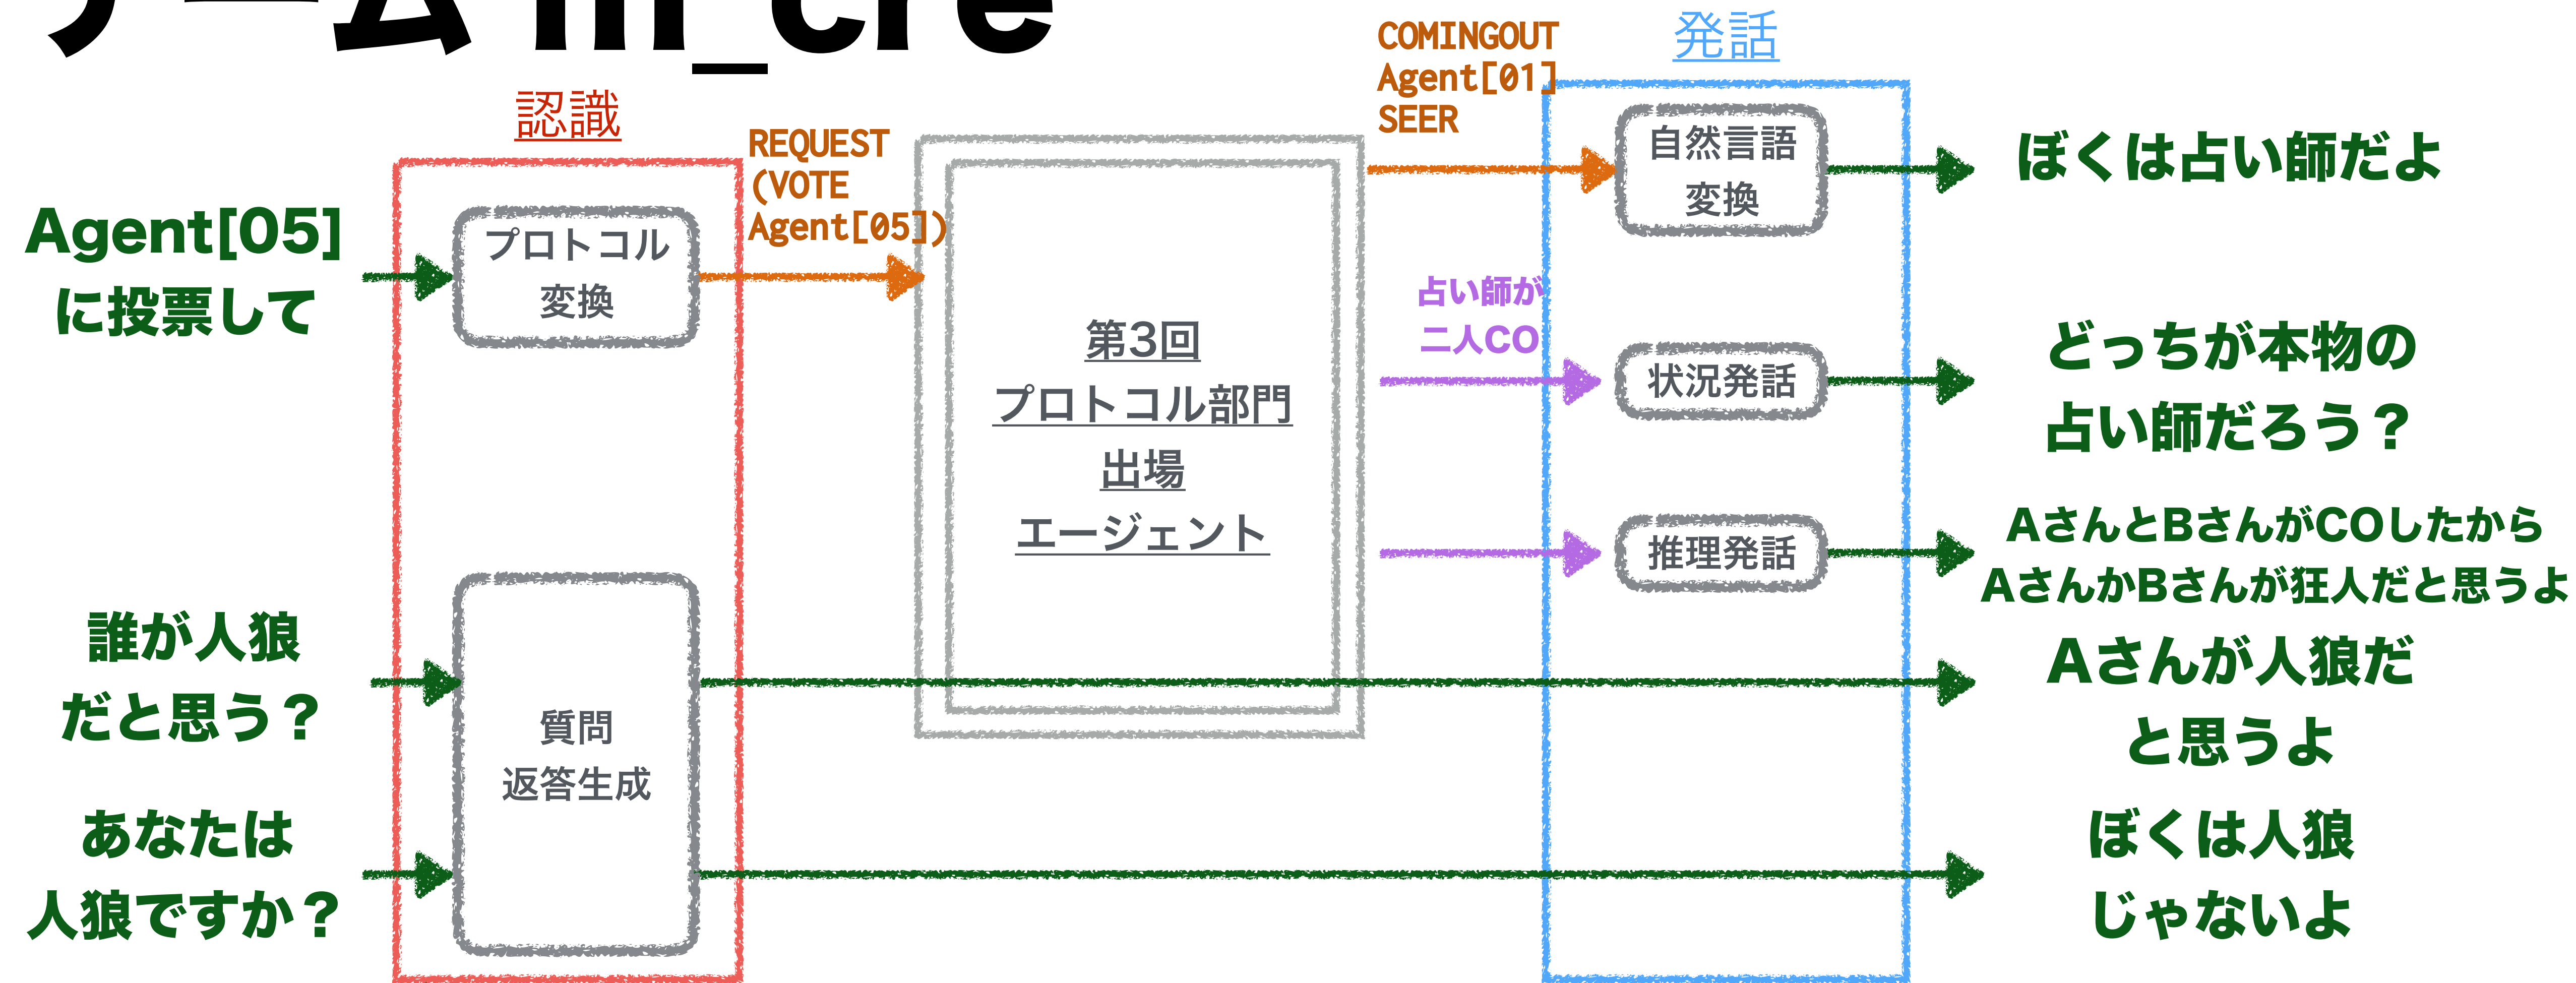 チーム m_cre
認識
発話
Agent[05]
に投票して
プロトコル
変換
REQUEST
(VOTE
Agent[05])
第3回
プロトコル部門
出場
エージェント
COMINGOUT
Agent[01]
SEER
自然言語
変換
ぼくは占い師だよ
占い師が
二人CO
状況発話
どっちが本物の
占い師だろう？
推理発話
AさんとBさんがCOしたから
AさんかBさんが狂人だと思うよ
誰が人狼
だと思う？
質問
返答生成
Aさんが人狼だ
と思うよ
あなたは
人狼ですか？
ぼくは人狼
じゃないよ